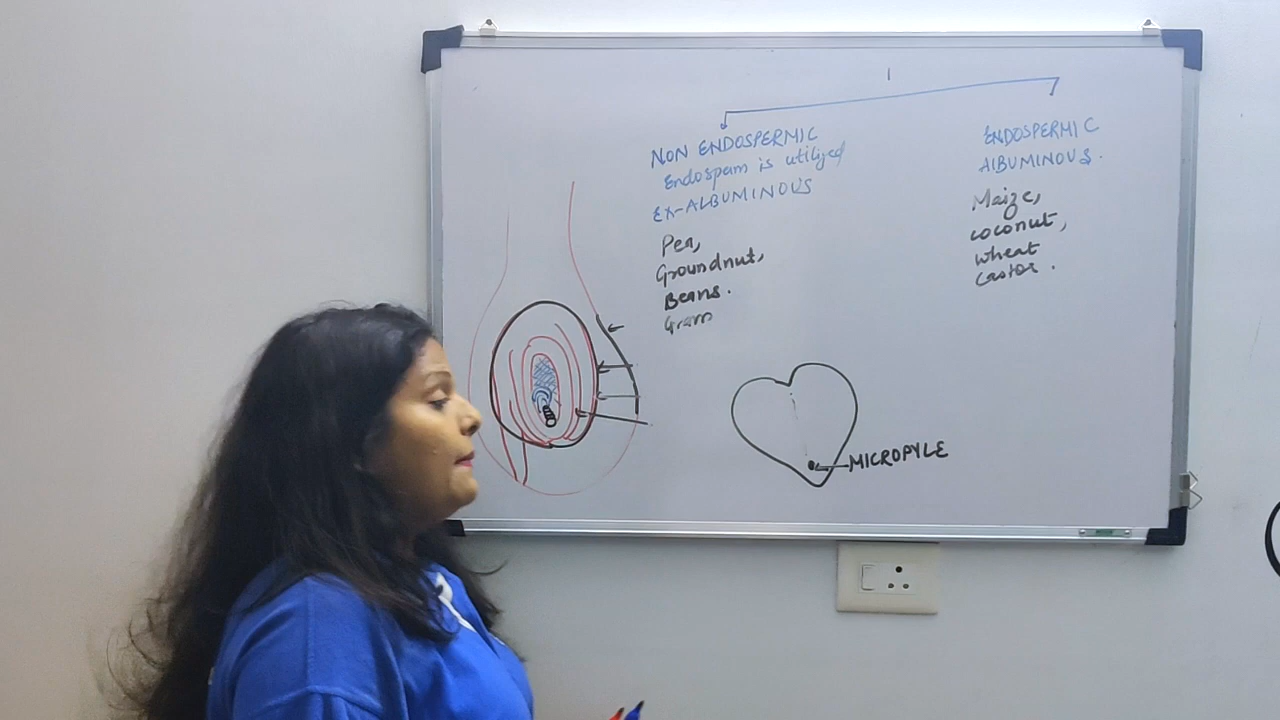 NON ENDOSPERMIC
Endospam is utilized
EX-ALBUMINOUS
Pea,
Groundnut,
Beans.
Gram
ENDOSPERMIC
AlBUMINOUS.
Maize,
coconut,
wheat
castor.
MICROPYLE